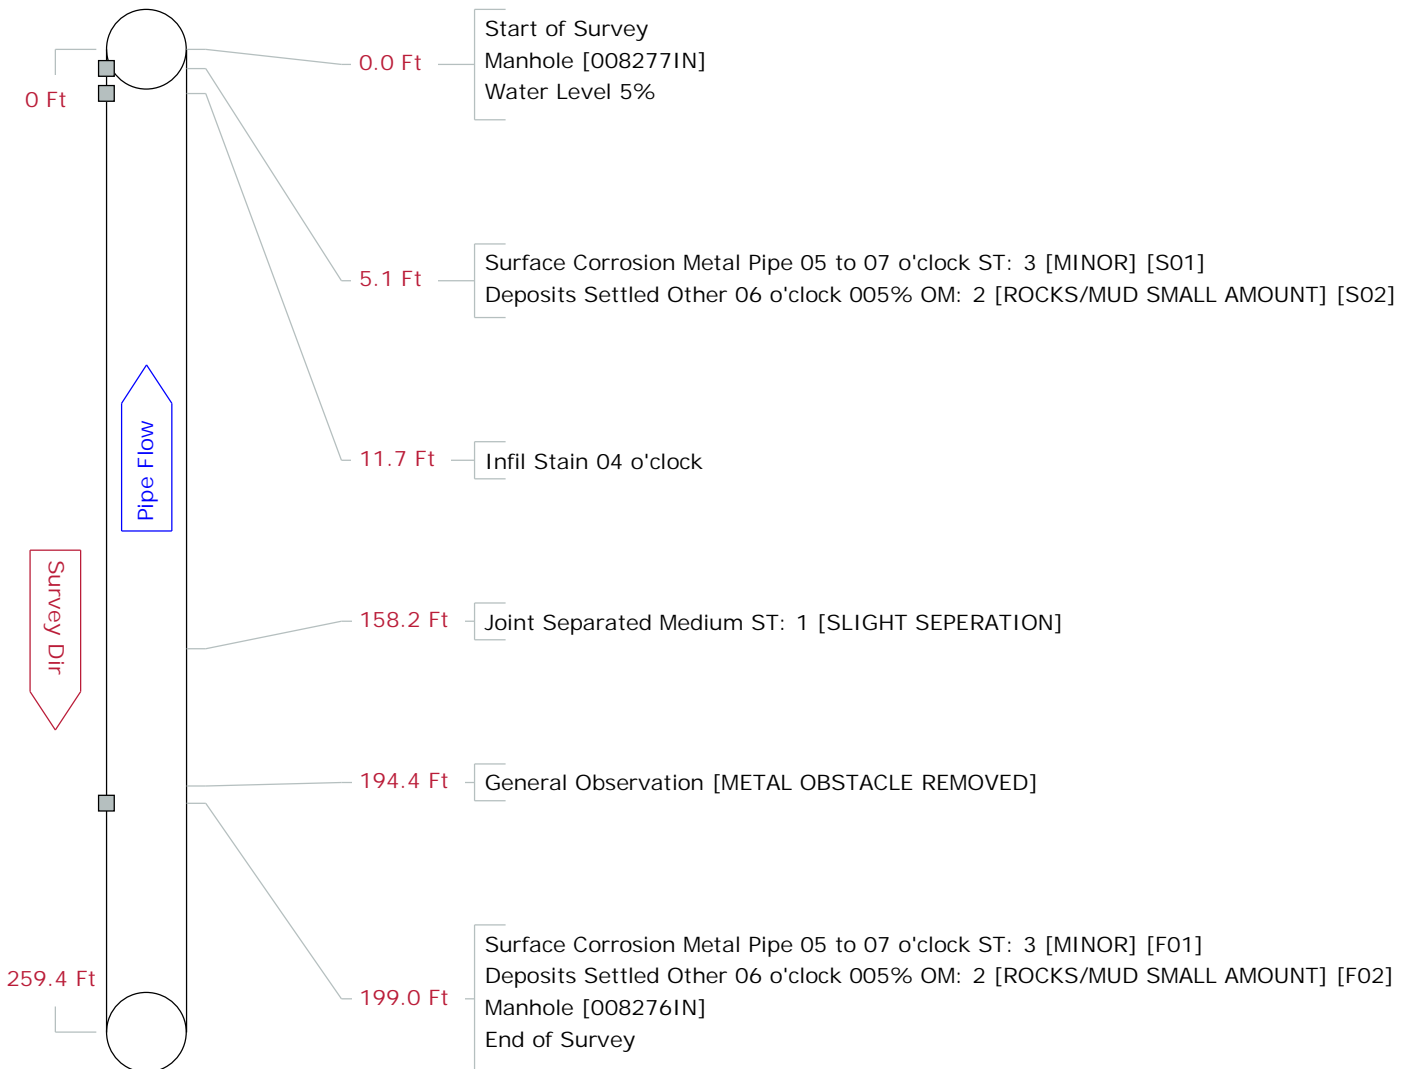 0.0 Ft
Start of Survey
Manhole [008277IN]
Water Level 5%
0 Ft
5.1 Ft
Surface Corrosion Metal Pipe 05 to 07 o'clock ST: 3 [MINOR] [S01]
Deposits Settled Other 06 o'clock 005% OM: 2 [ROCKS/MUD SMALL AMOUNT] [S02]
Pipe Flow
11.7 Ft
Infil Stain 04 o'clock
Survey Dir
158.2 Ft
Joint Separated Medium ST: 1 [SLIGHT SEPERATION]
194.4 Ft
General Observation [METAL OBSTACLE REMOVED]
259.4 Ft
199.0 Ft
Surface Corrosion Metal Pipe 05 to 07 o'clock ST: 3 [MINOR] [F01]
Deposits Settled Other 06 o'clock 005% OM: 2 [ROCKS/MUD SMALL AMOUNT] [F02]
Manhole [008276IN]
End of Survey